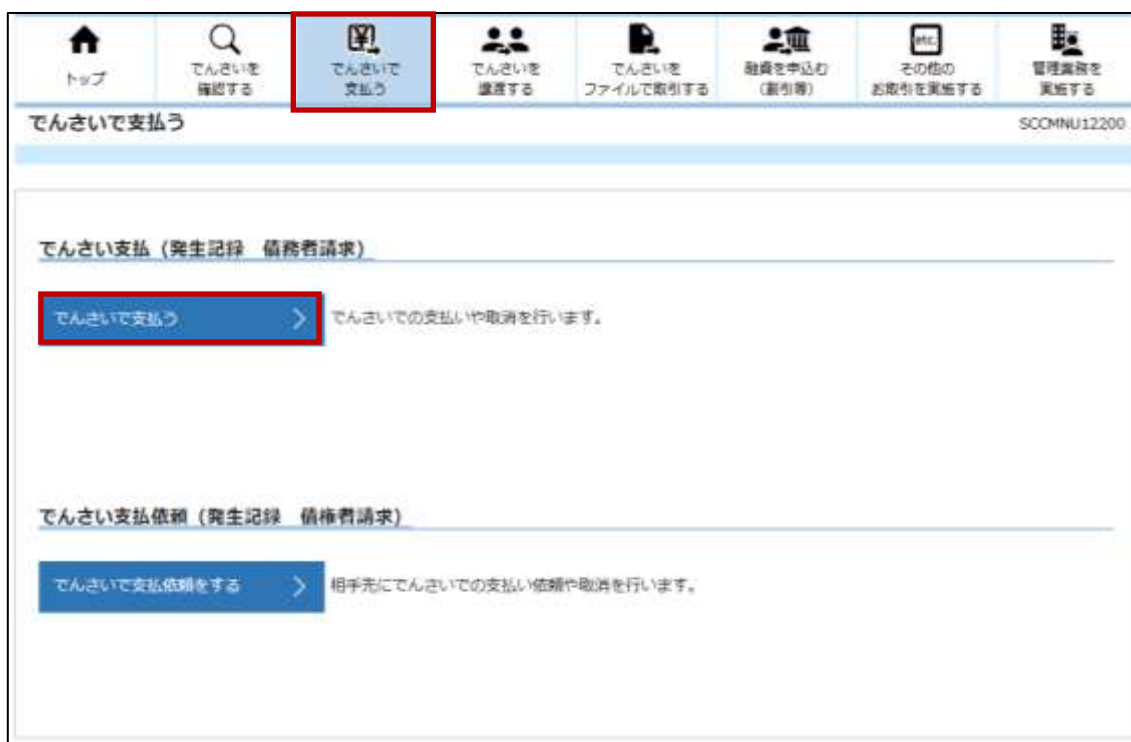 トップ
でんさいを
確認する
でんさいで
支払う
でんさいを
譲渡する
でんさいを
ファイルで取引する
融資を申込む
(割引等)
etc.
その他の
お取引を実施する
管理業務を
実施する
でんさいで支払う
SCCMNU12200
でんさい支払(発生記録 債務者請求)
でんさいで支払う
でんさいでの支払いや取消を行います。
でんさい支払依頼(発生記録 債権者請求)
でんさいで支払依頼をする
相手先にでんさいでの支払い依頼や取消を行います。